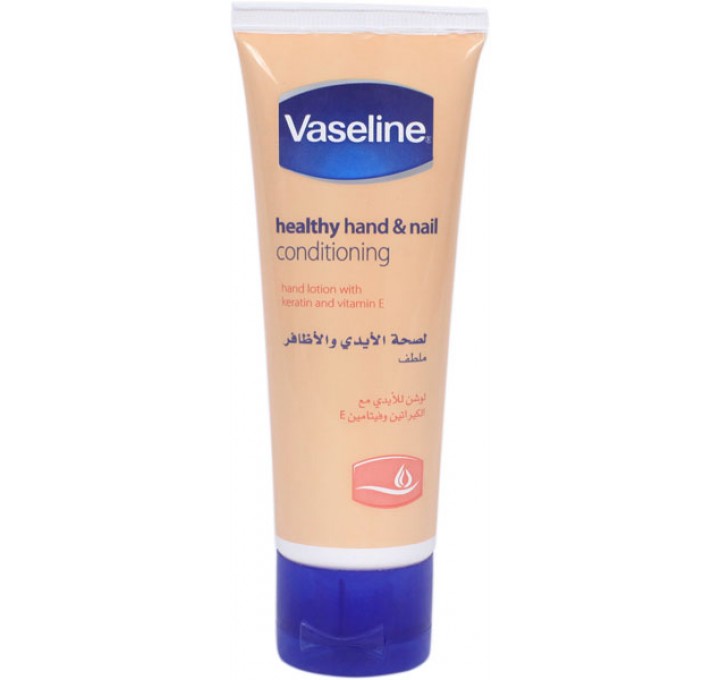 Vaseline®
healthy hand & nail
conditioning
hand lotion with
keratin and vitamin E
لصحة الأيدي والأظافر
ملطف
لوشن للأيدي مع
الكيراتين وفيتامين E